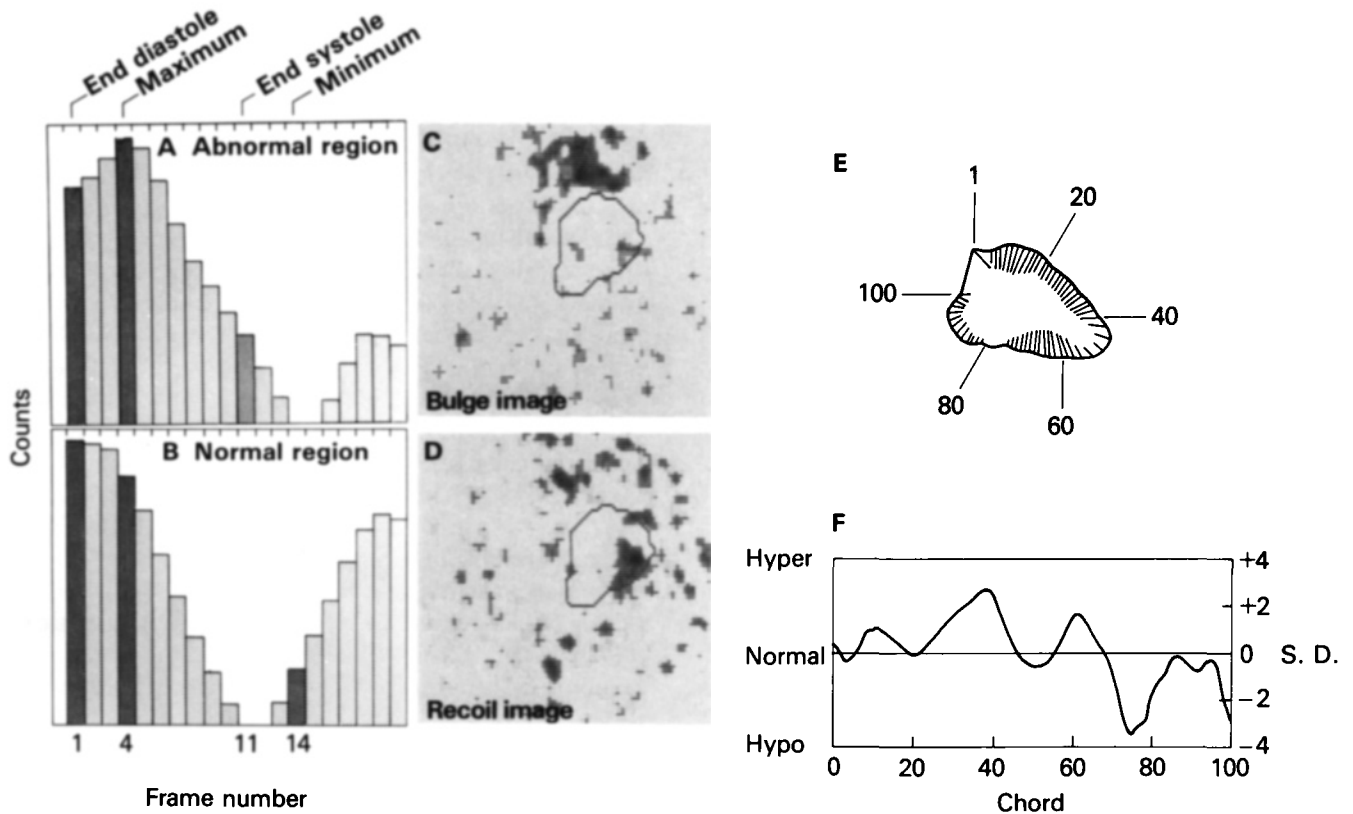 End diastole
Maximum
End systole
Minimum
A Abnormal region
B Normal region
Counts
1 4 11 14
Frame number
C
Bulge image
D
Recoil image
E
1
20
100
40
80
60
F
Hyper
Normal
Hypo
+4
+2
0 S. D.
−2
−4
0 20 40 60 80 100
Chord